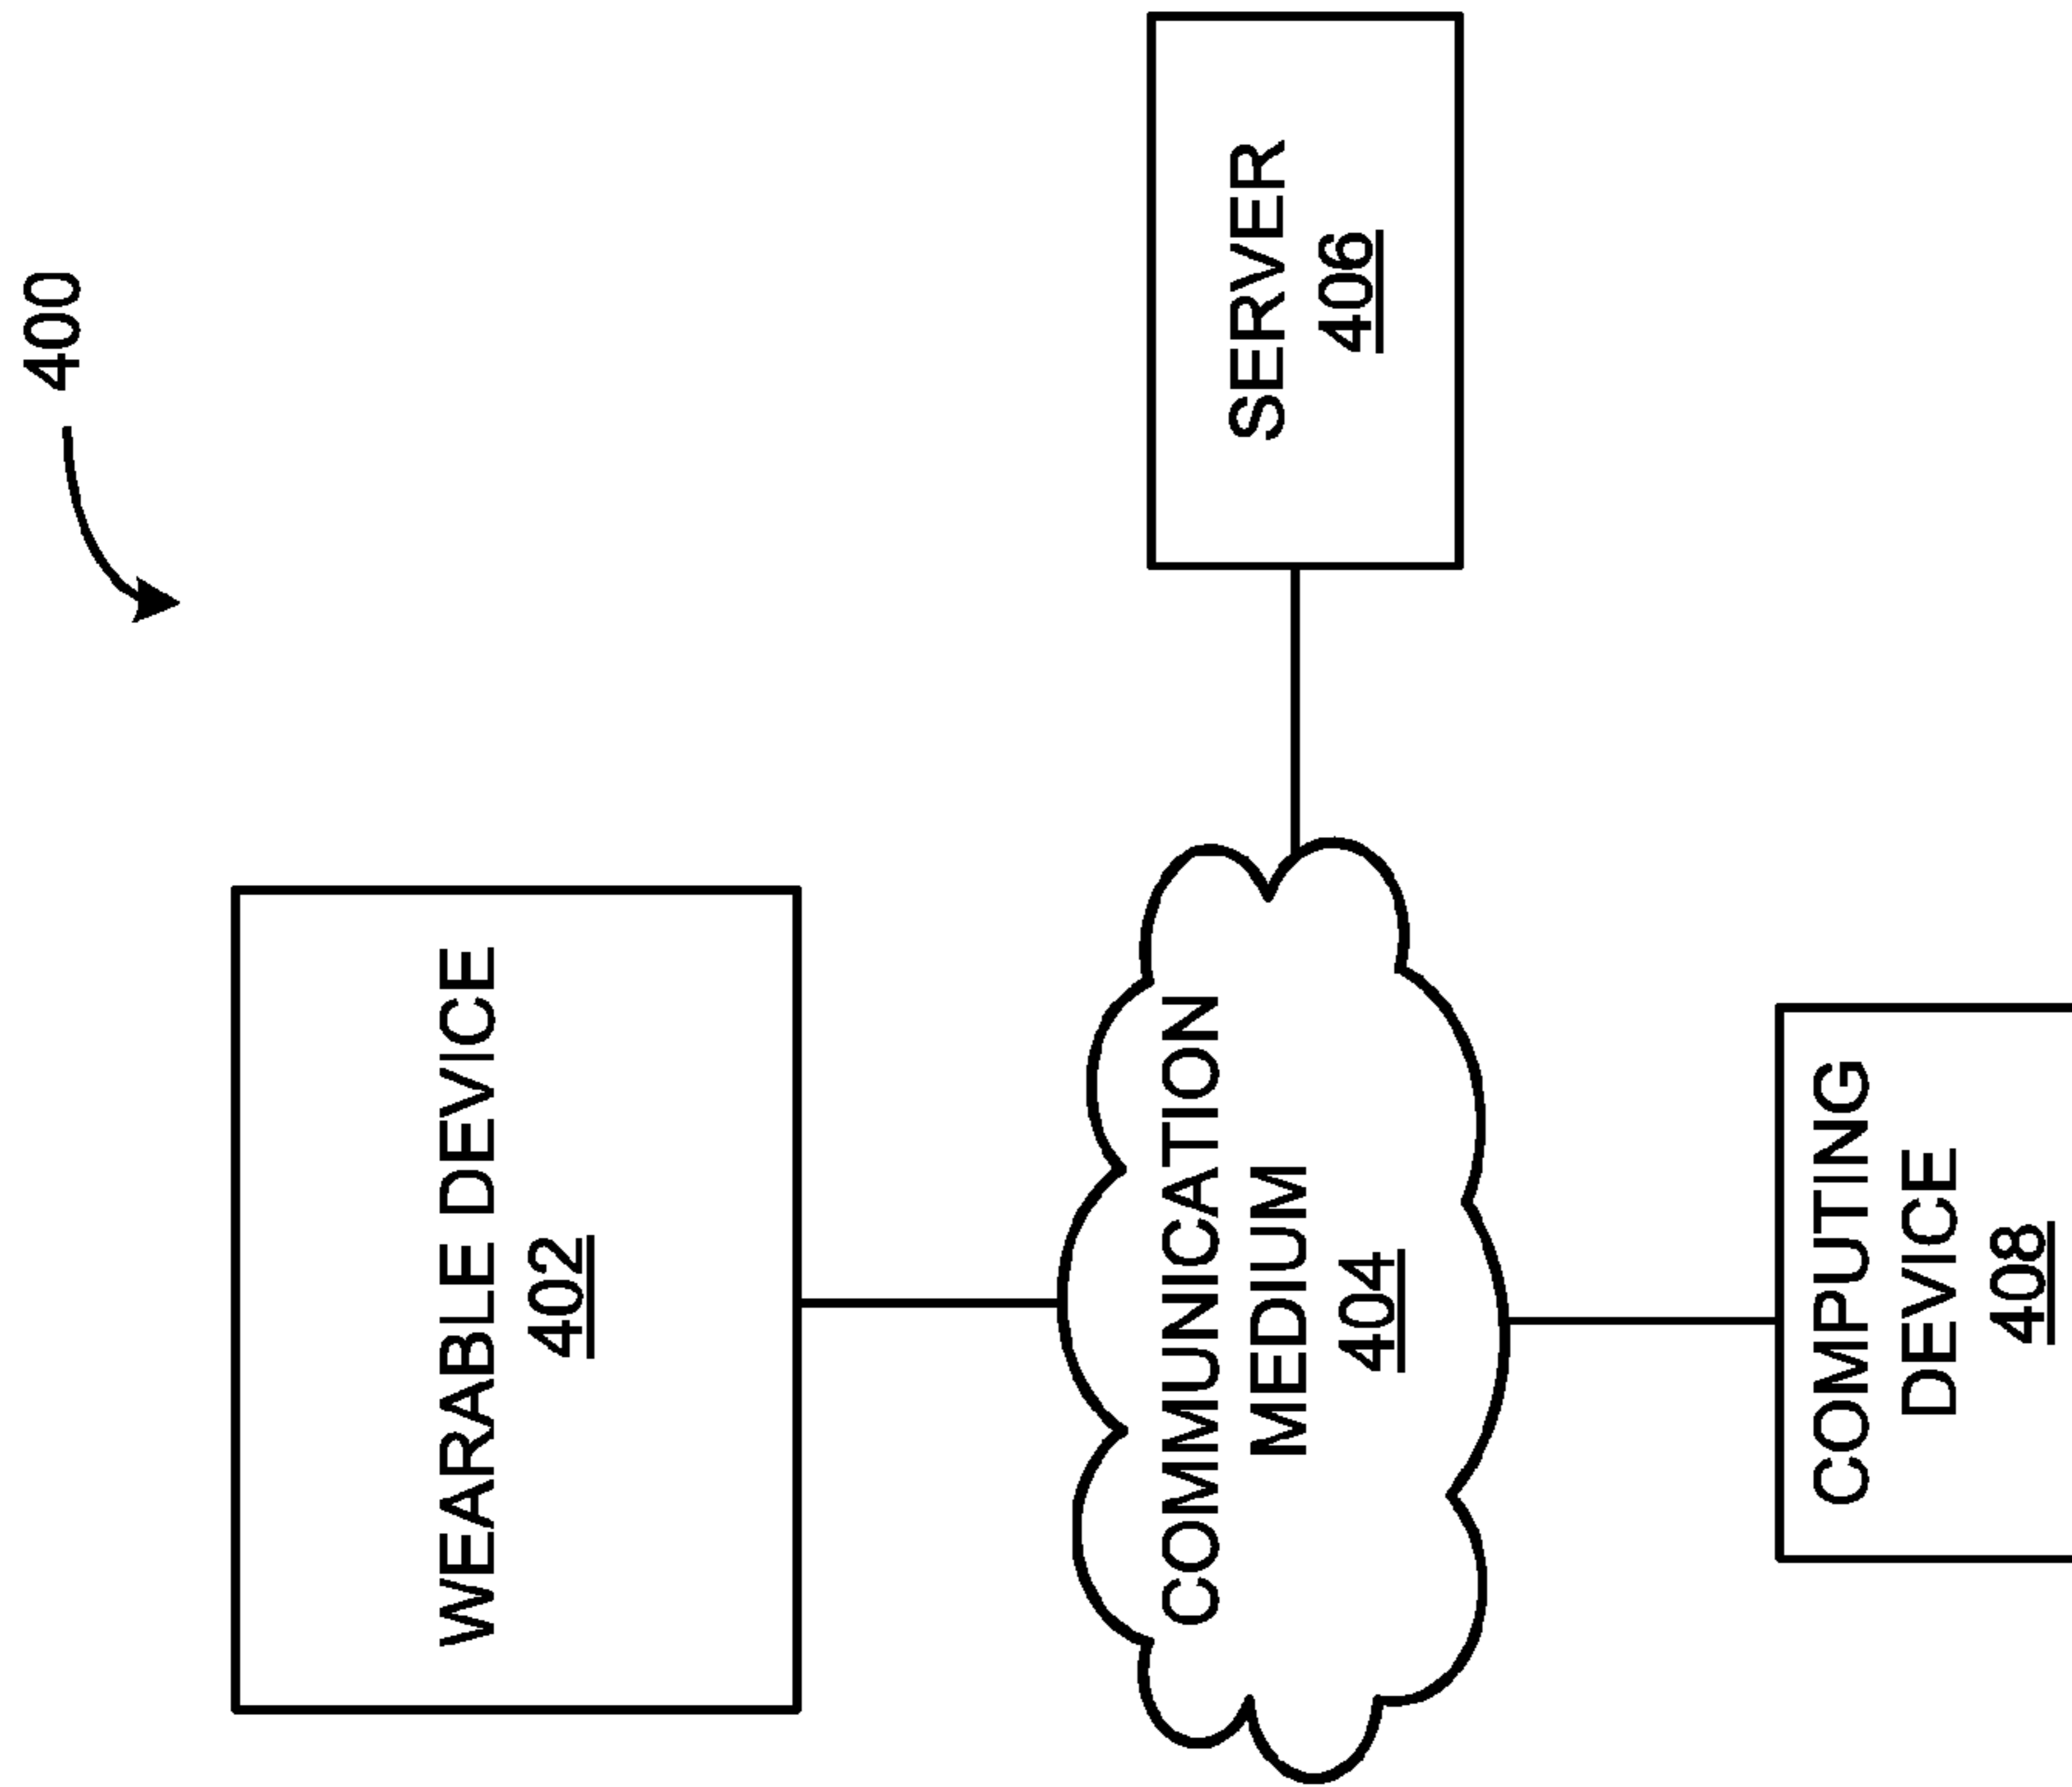 400
WEARABLE DEVICE
402
COMMUNICATION
MEDIUM
404
SERVER
406
COMPUTING
DEVICE
408